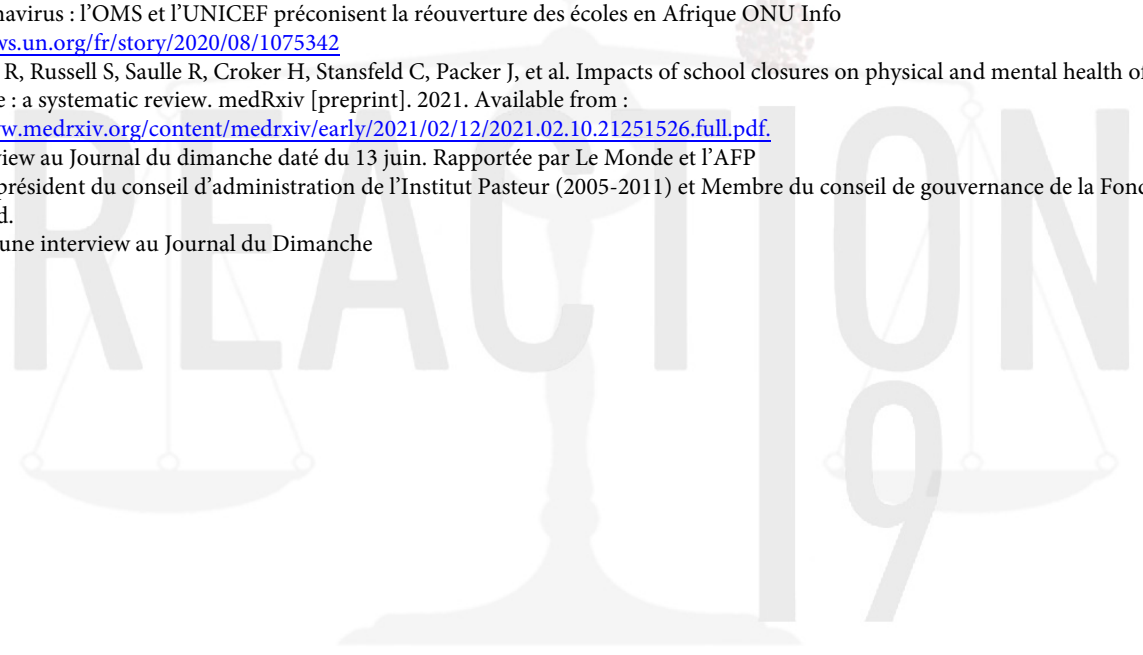 navirus : l’OMS et l’UNICEF préconisent la réouverture des écoles en Afrique ONU Info
ws.un.org/fr/story/2020/08/1075342
R, Russell S, Saulle R, Croker H, Stansfeld C, Packer J, et al. Impacts of school closures on physical and mental health of
e : a systematic review. medRxiv [preprint]. 2021. Available from :
w.medrxiv.org/content/medrxiv/early/2021/02/12/2021.02.10.21251526.full.pdf.
view au Journal du dimanche daté du 13 juin. Rapportée par Le Monde et l’AFP
président du conseil d’administration de l’Institut Pasteur (2005-2011) et Membre du conseil de gouvernance de la Fond
d.
une interview au Journal du Dimanche
REACTION
19